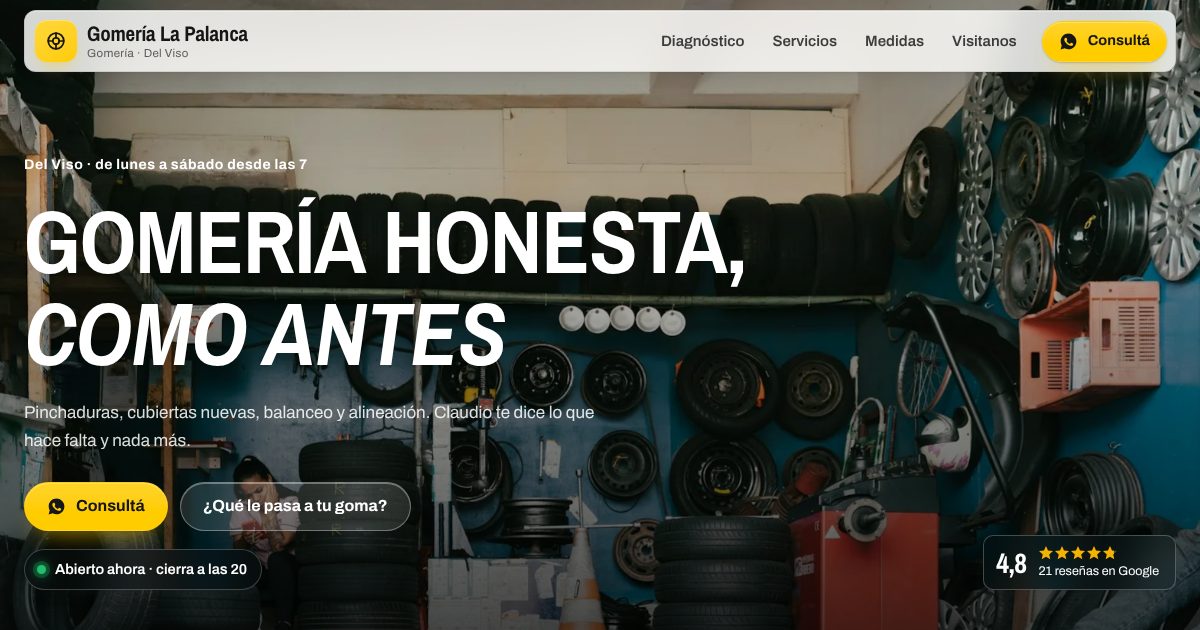 Gomería La Palanca
Gomería · Del Viso
Diagnóstico
Servicios
Medidas
Visitanos
Consultá
Del Viso · de lunes a sábado desde las 7
GOMERÍA HONESTA,
COMO ANTES
Pinchaduras, cubiertas nuevas, balanceo y alineación. Claudio te dice lo que
hace falta y nada más.
Consultá
¿Qué le pasa a tu goma?
Abierto ahora · cierra a las 20
4,8
21 reseñas en Google